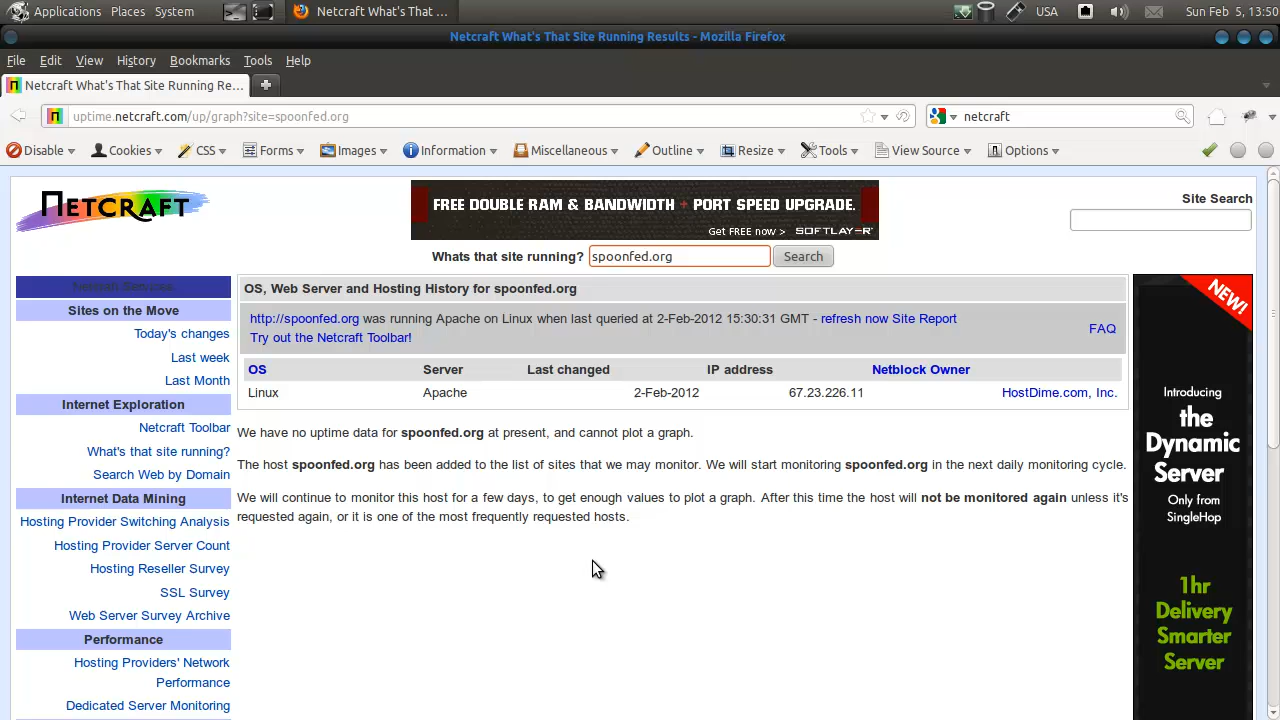 Applications Places System
Netcraft What's That ...
USA
Sun Feb 5, 13:50
Netcraft What's That Site Running Results - Mozilla Firefox
File Edit View History Bookmarks Tools Help
Netcraft What's That Site Running Re...
uptime.netcraft.com/up/graph?site=spoonfed.org
netcraft
Disable Cookies CSS Forms Images Information Miscellaneous Outline Resize Tools View Source Options
NETCRAFT
FREE DOUBLE RAM & BANDWIDTH + PORT SPEED UPGRADE.
Get FREE now > SOFTLAYER
Site Search
Whats that site running? spoonfed.org Search
Netcraft Services
Sites on the Move
Today's changes
Last week
Last Month
Internet Exploration
Netcraft Toolbar
What's that site running?
Search Web by Domain
Internet Data Mining
Hosting Provider Switching Analysis
Hosting Provider Server Count
Hosting Reseller Survey
SSL Survey
Web Server Survey Archive
Performance
Hosting Providers' Network
Performance
Dedicated Server Monitoring
OS, Web Server and Hosting History for spoonfed.org
http://spoonfed.org was running Apache on Linux when last queried at 2-Feb-2012 15:30:31 GMT - refresh now Site Report
Try out the Netcraft Toolbar!
FAQ
OS Server Last changed IP address Netblock Owner
Linux Apache 2-Feb-2012 67.23.226.11 HostDime.com, Inc.
We have no uptime data for spoonfed.org at present, and cannot plot a graph.
The host spoonfed.org has been added to the list of sites that we may monitor. We will start monitoring spoonfed.org in the next daily monitoring cycle.
We will continue to monitor this host for a few days, to get enough values to plot a graph. After this time the host will not be monitored again unless it's
requested again, or it is one of the most frequently requested hosts.
NEW!
Introducing
the
Dynamic
Server
Only from
SingleHop
1hr
Delivery
Smarter
Server